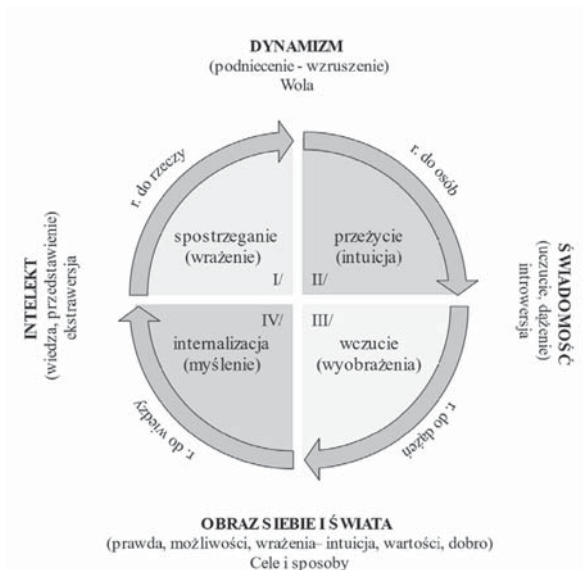 DYNAMIZM
(podniecenie - wzruszenie)
Wola
r. do rzeczy
r. do osób
spostrzeganie
(wrażenie)
I/
przeżycie
(intuicja)
II/
INTELEKT
(wiedza, przedstawienie)
ekstrawersja
ŚWIADOMOŚĆ
(uczucie, dążenie)
introwersja
IV/
internalizacja
(myślenie)
III/
wczucie
(wyobrażenia)
r. do wiedzy
r. do dążeń
OBRAZ SIEBIE I ŚWIATA
(prawda, możliwości, wrażenia– intuicja, wartości, dobro)
Cele i sposoby